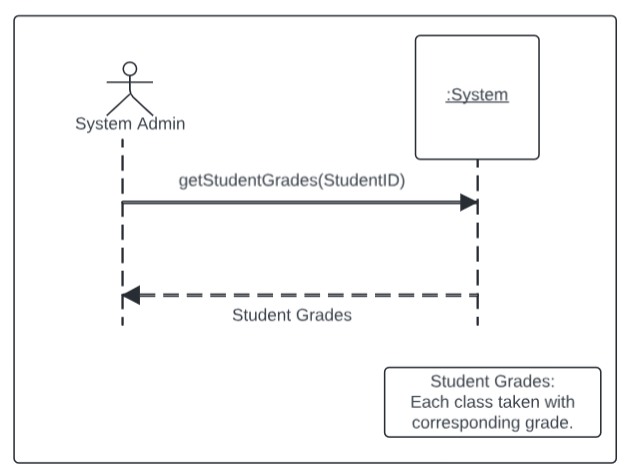 :System
System Admin
getStudentGrades(StudentID)
Student Grades
Student Grades:
Each class taken with
corresponding grade.